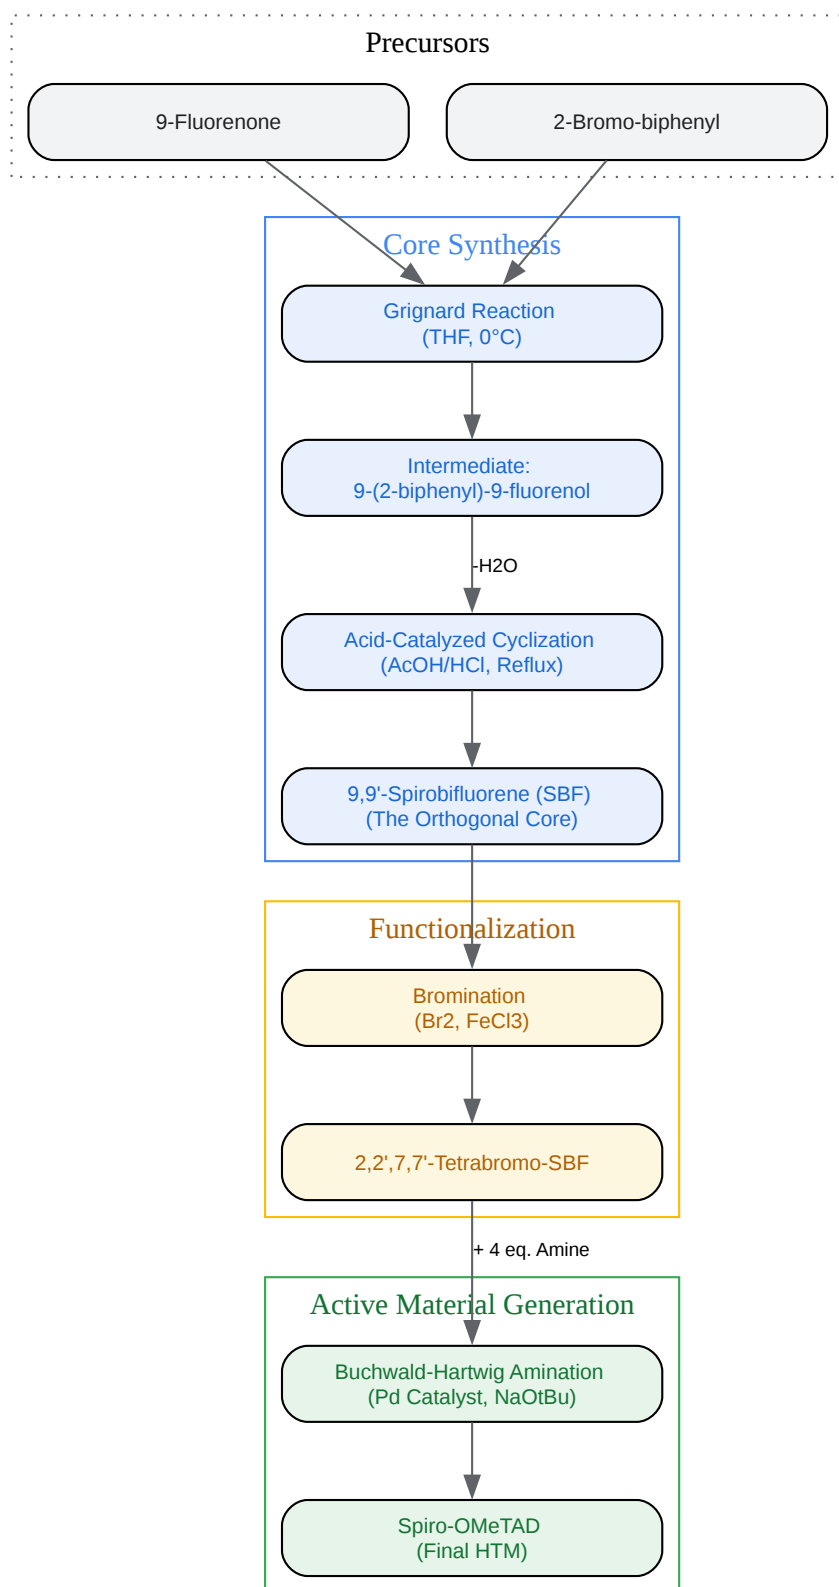 Precursors
9-Fluorenone
2-Bromo-biphenyl
Core Synthesis
Grignard Reaction
(THF, 0°C)
Intermediate:
9-(2-biphenyl)-9-fluorenol
-H2O
Acid-Catalyzed Cyclization
(AcOH/HCl, Reflux)
9,9'-Spirobifluorene (SBF)
(The Orthogonal Core)
Functionalization
Bromination
(Br2, FeCl3)
2,2',7,7'-Tetrabromo-SBF
+ 4 eq. Amine
Active Material Generation
Buchwald-Hartwig Amination
(Pd Catalyst, NaOtBu)
Spiro-OMeTAD
(Final HTM)